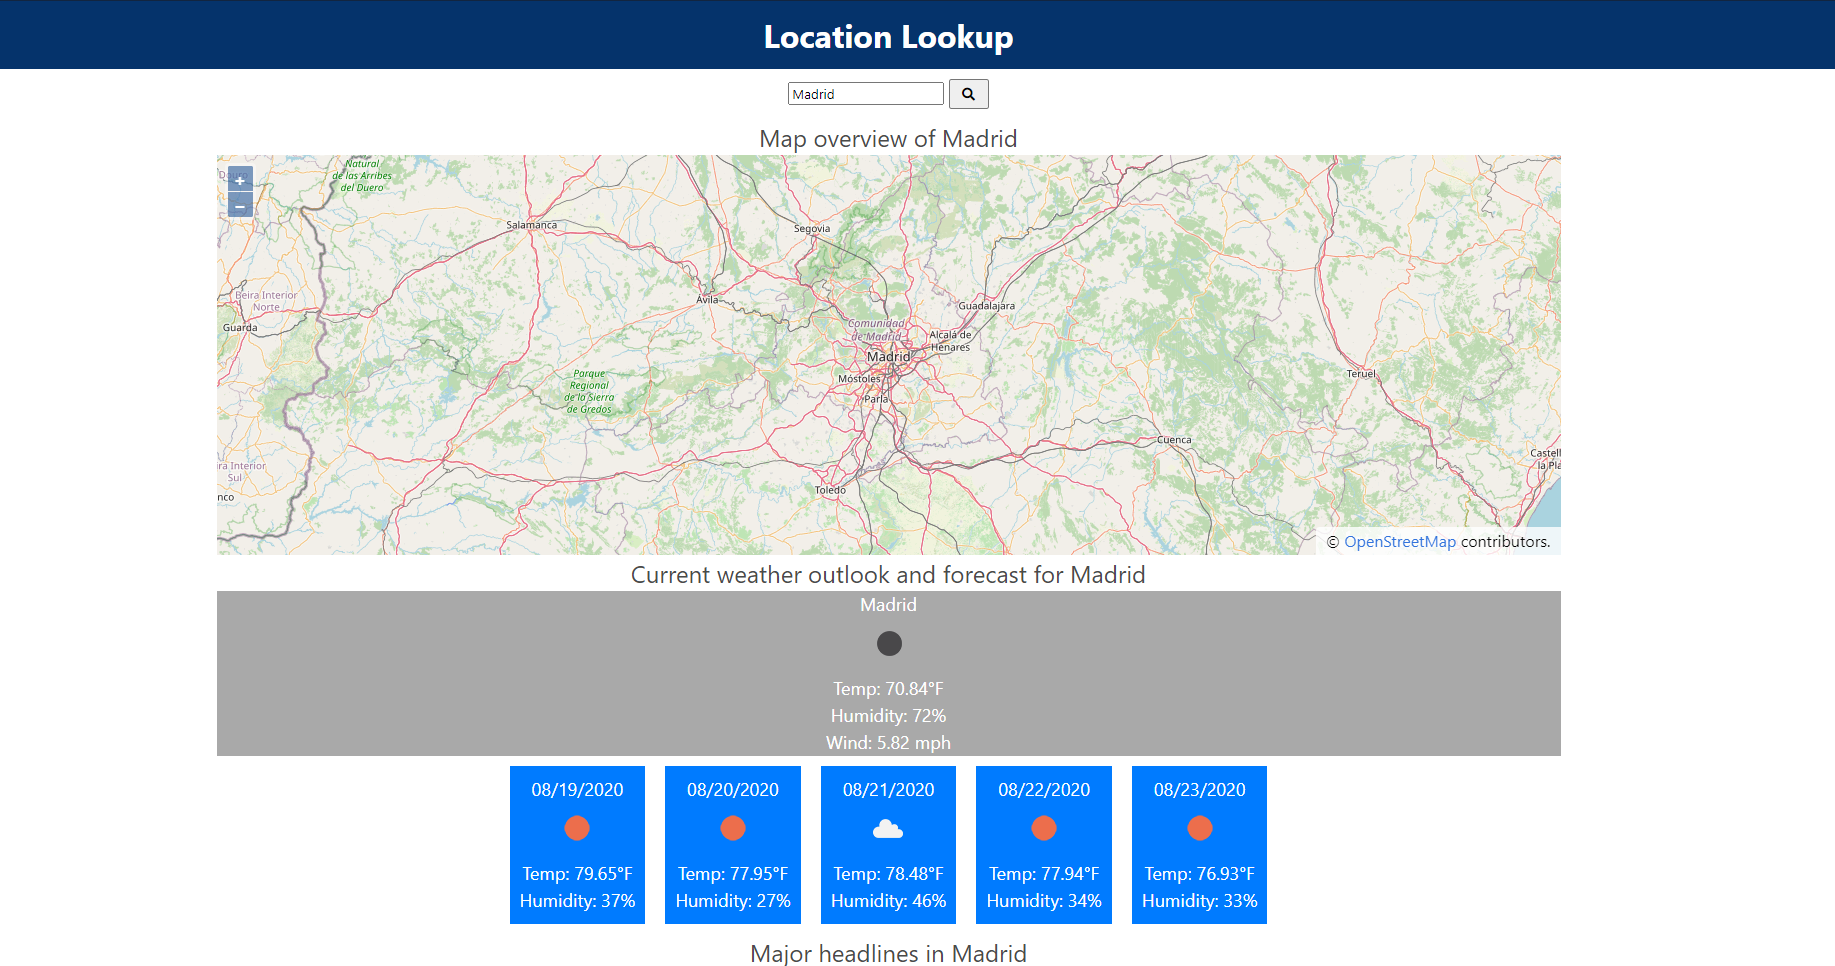 Location Lookup
Madrid
Map overview of Madrid
+
−
Natural
de las Arribes
del Duero
Salamanca
Segovia
Ávila
Guadalajara
Beira Interior
Norte
Guarda
Comunidad
de Madrid
Alcalá de
Henares
Madrid
Móstoles
Parla
Parque
Regional
de la Sierra
de Gredos
Teruel
Cuenca
Castell
la Pla
ra Interior
Sul
nco
Toledo
© OpenStreetMap contributors.
Current weather outlook and forecast for Madrid
Madrid
Temp: 70.84°F
Humidity: 72%
Wind: 5.82 mph
08/19/2020
Temp: 79.65°F
Humidity: 37%
08/20/2020
Temp: 77.95°F
Humidity: 27%
08/21/2020
Temp: 78.48°F
Humidity: 46%
08/22/2020
Temp: 77.94°F
Humidity: 34%
08/23/2020
Temp: 76.93°F
Humidity: 33%
Major headlines in Madrid